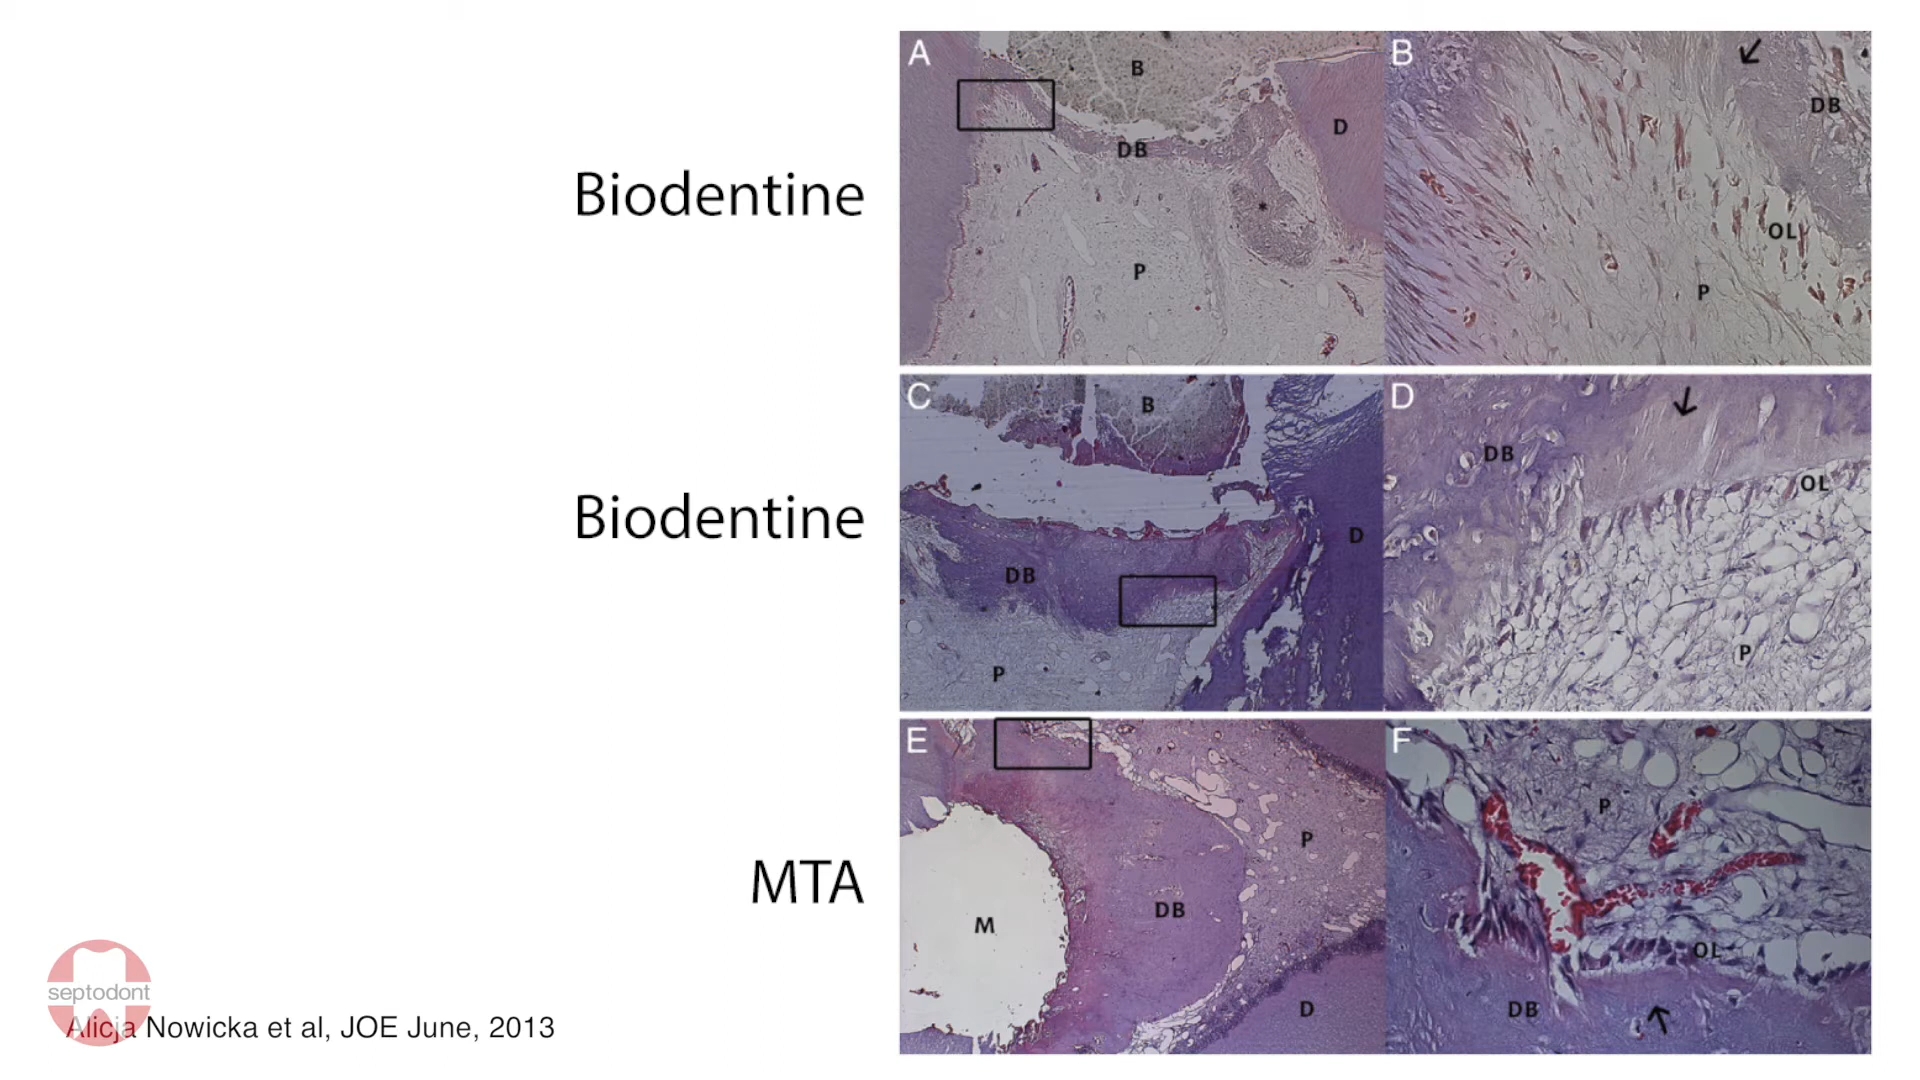 A
B
DB
D
*
P
B
DB
OL
P
Biodentine
C
B
DB
D
P
D
DB
OL
P
Biodentine
E
M
DB
P
D
F
P
OL
DB
MTA
septodont
Alicja Nowicka et al, JOE June, 2013